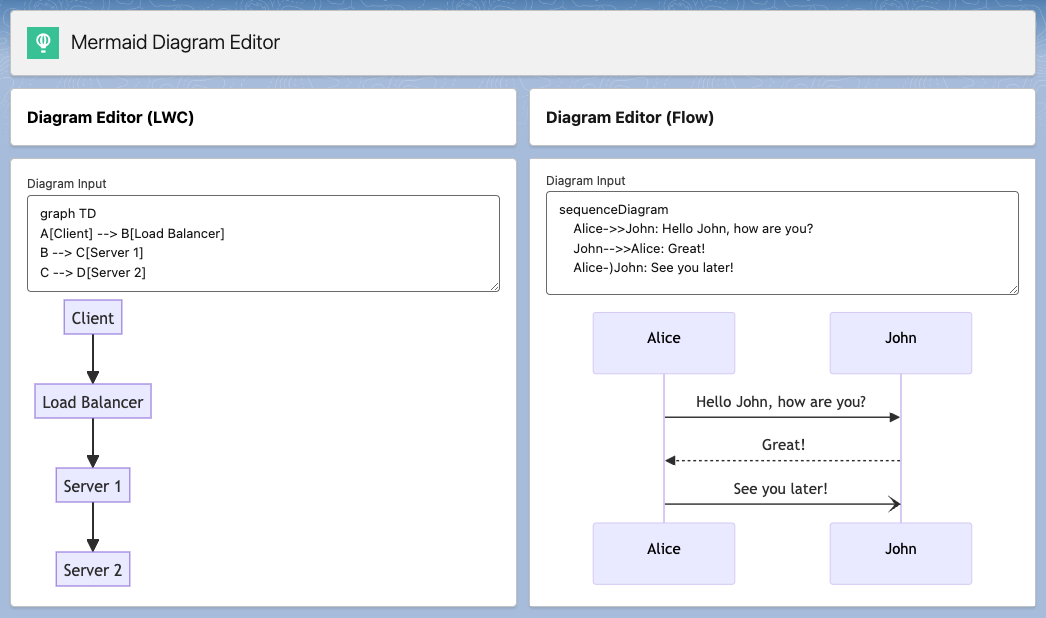 Mermaid Diagram Editor
Diagram Editor (LWC)
Diagram Input
graph TD
A[Client] --> B[Load Balancer]
B --> C[Server 1]
C --> D[Server 2]
Client
Load Balancer
Server 1
Server 2
Diagram Editor (Flow)
Diagram Input
sequenceDiagram
    Alice->>John: Hello John, how are you?
    John-->>Alice: Great!
    Alice-)John: See you later!
Alice
John
Hello John, how are you?
Great!
See you later!
Alice
John